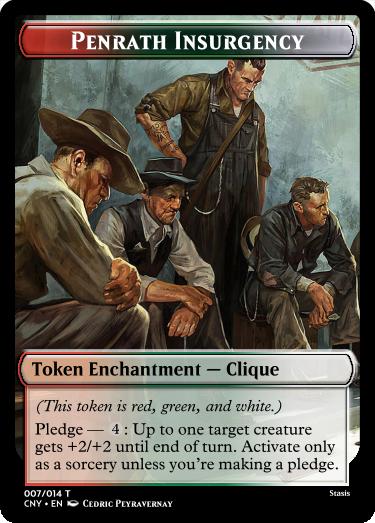 PENRATH INSURGENCY
Token Enchantment — Clique
(This token is red, green, and white.)
Pledge — 4 : Up to one target creature
gets +2/+2 until end of turn. Activate only
as a sorcery unless you're making a pledge.
007/014 T
Stasis
CNY • EN CEDRIC PEYRAVERNAY